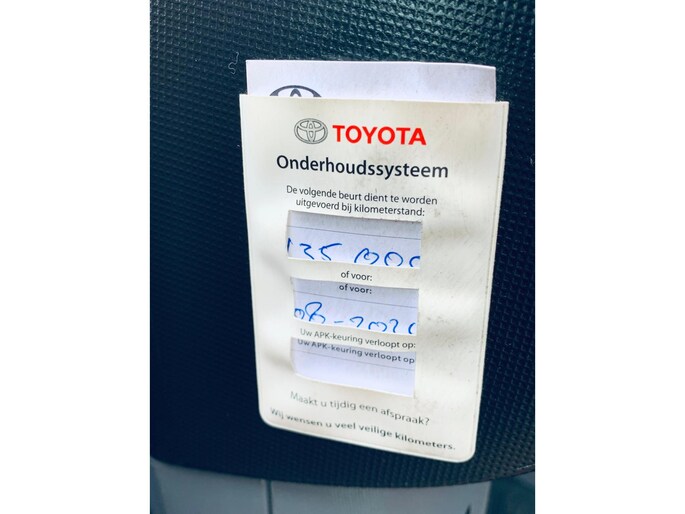 TOYOTA
Onderhoudssysteem
De volgende beurt dient te worden
uitgevoerd bij kilometerstand:
135 000
of voor:
of voor:
Uw APK-keuring verloopt op:
Uw APK-keuring verloopt op
Maakt u tijdig een afspraak?
Wij wensen u veel veilige kilometers.